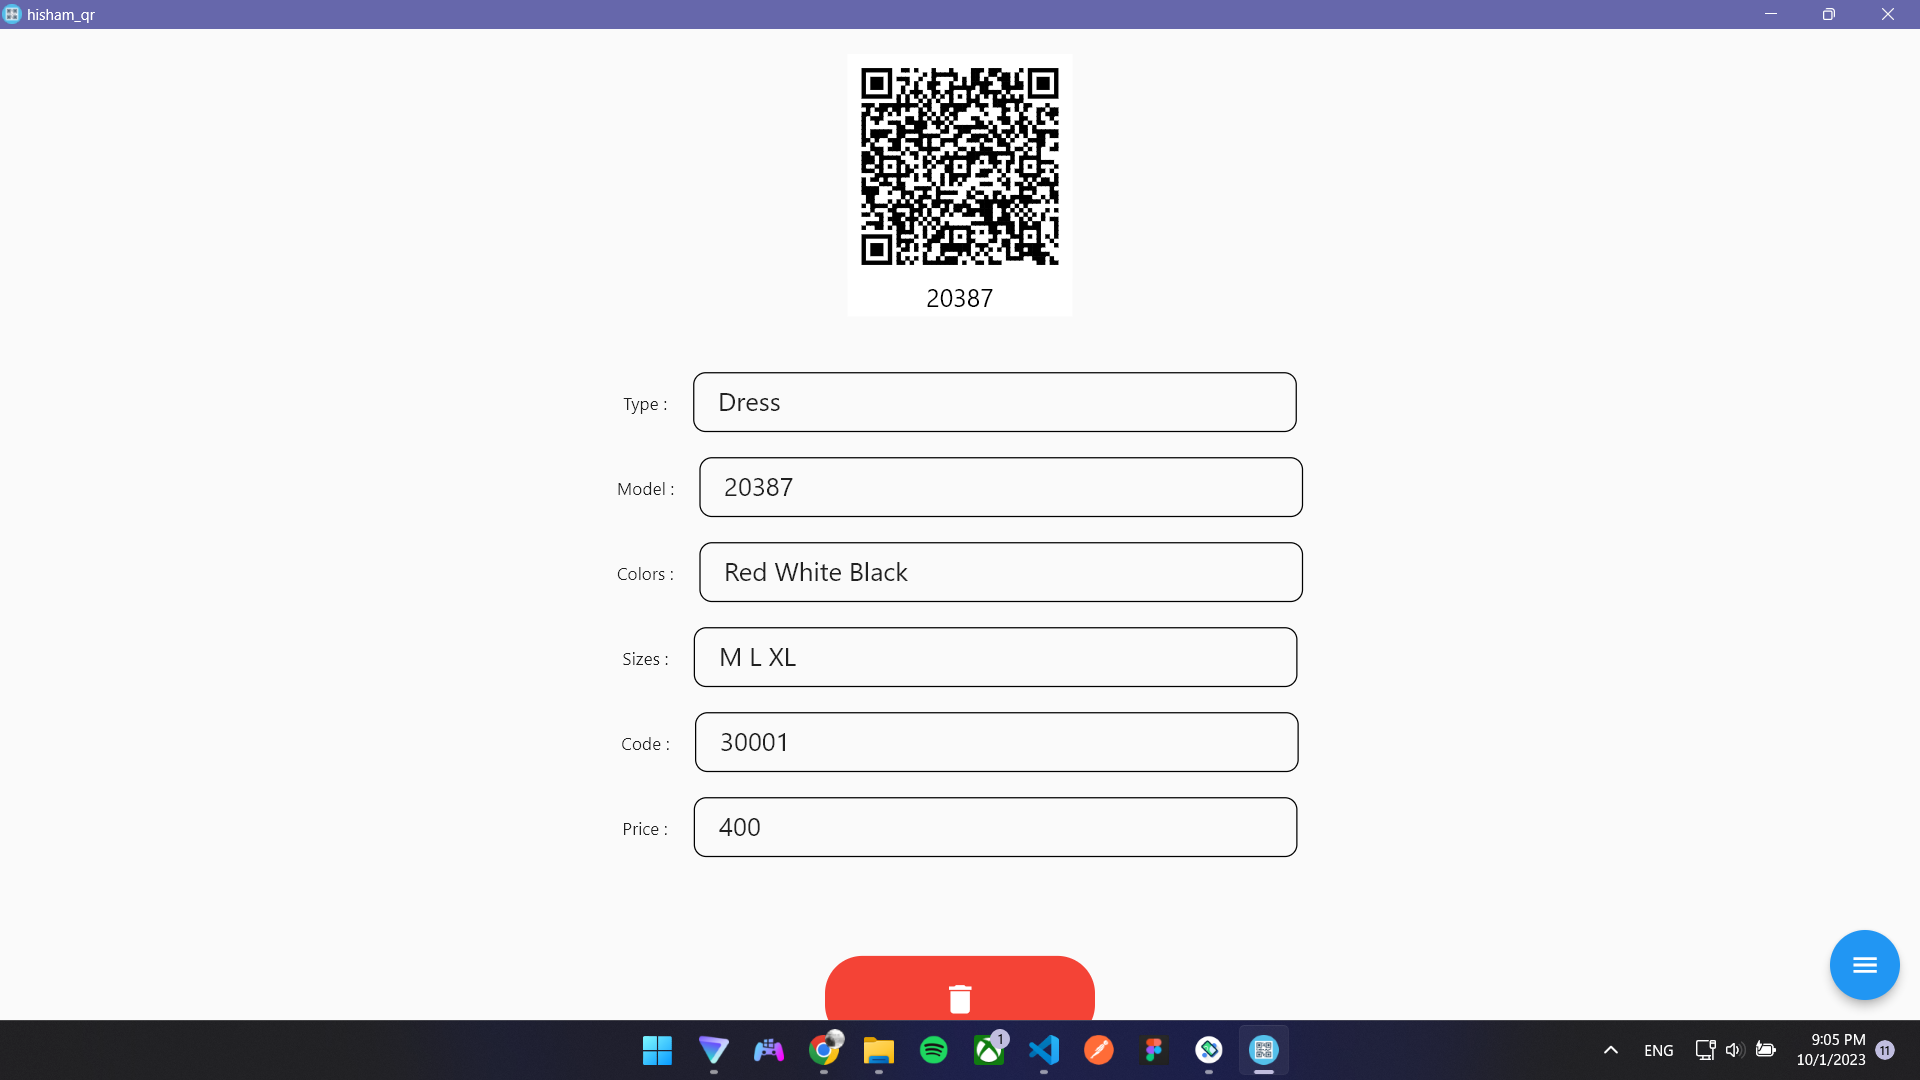 hisham_qr
20387
Type : Dress
Model : 20387
Colors : Red White Black
Sizes : M L XL
Code : 30001
Price : 400
1
ENG
9:05 PM
10/1/2023
11